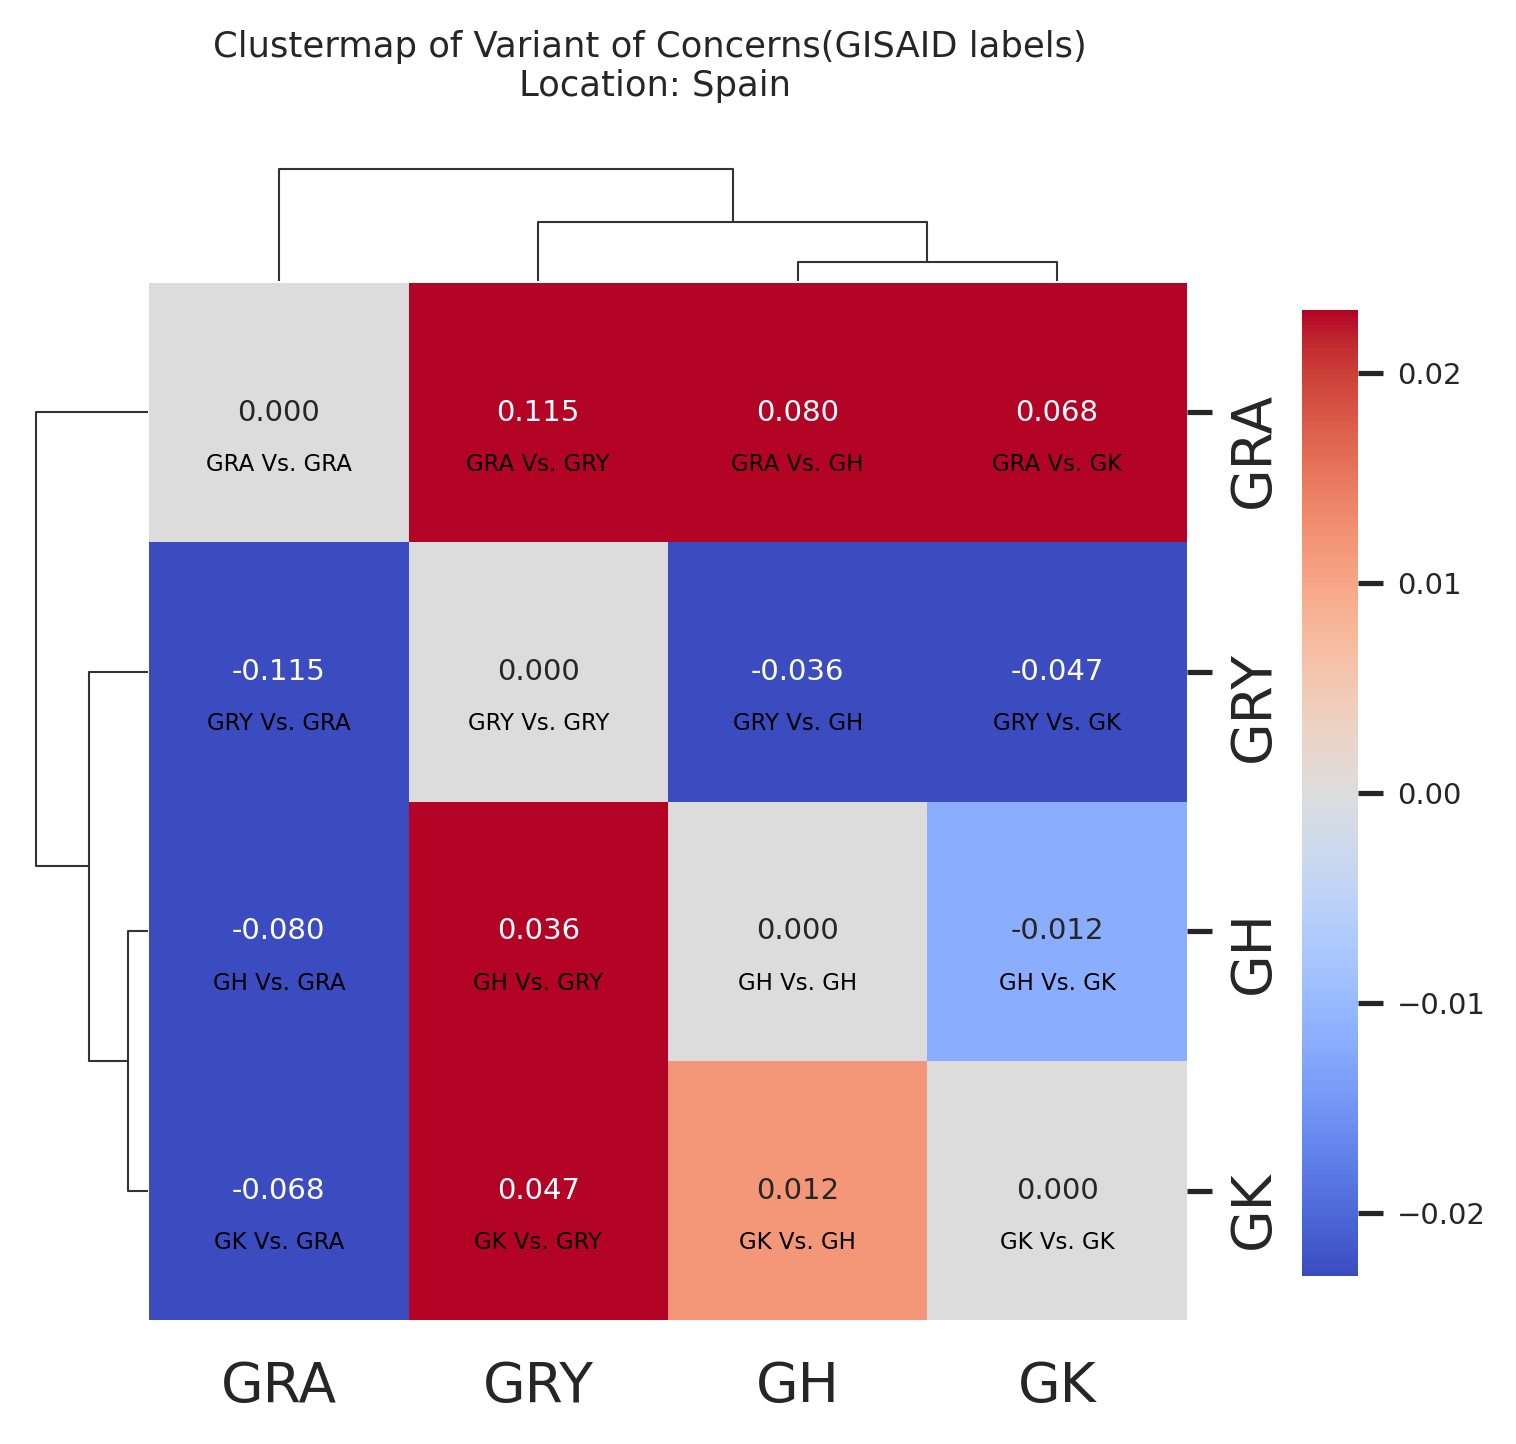 Clustermap of Variant of Concerns(GISAID labels)
Location: Spain
0.000 0.115 0.080 0.068
GRA Vs. GRA GRA Vs. GRY GRA Vs. GH GRA Vs. GK
GRA
-0.115 0.000 -0.036 -0.047
GRY Vs. GRA GRY Vs. GRY GRY Vs. GH GRY Vs. GK
GRY
-0.080 0.036 0.000 -0.012
GH Vs. GRA GH Vs. GRY GH Vs. GH GH Vs. GK
GH
-0.068 0.047 0.012 0.000
GK Vs. GRA GK Vs. GRY GK Vs. GH GK Vs. GK
GK
GRA GRY GH GK
0.02
0.01
0.00
−0.01
−0.02